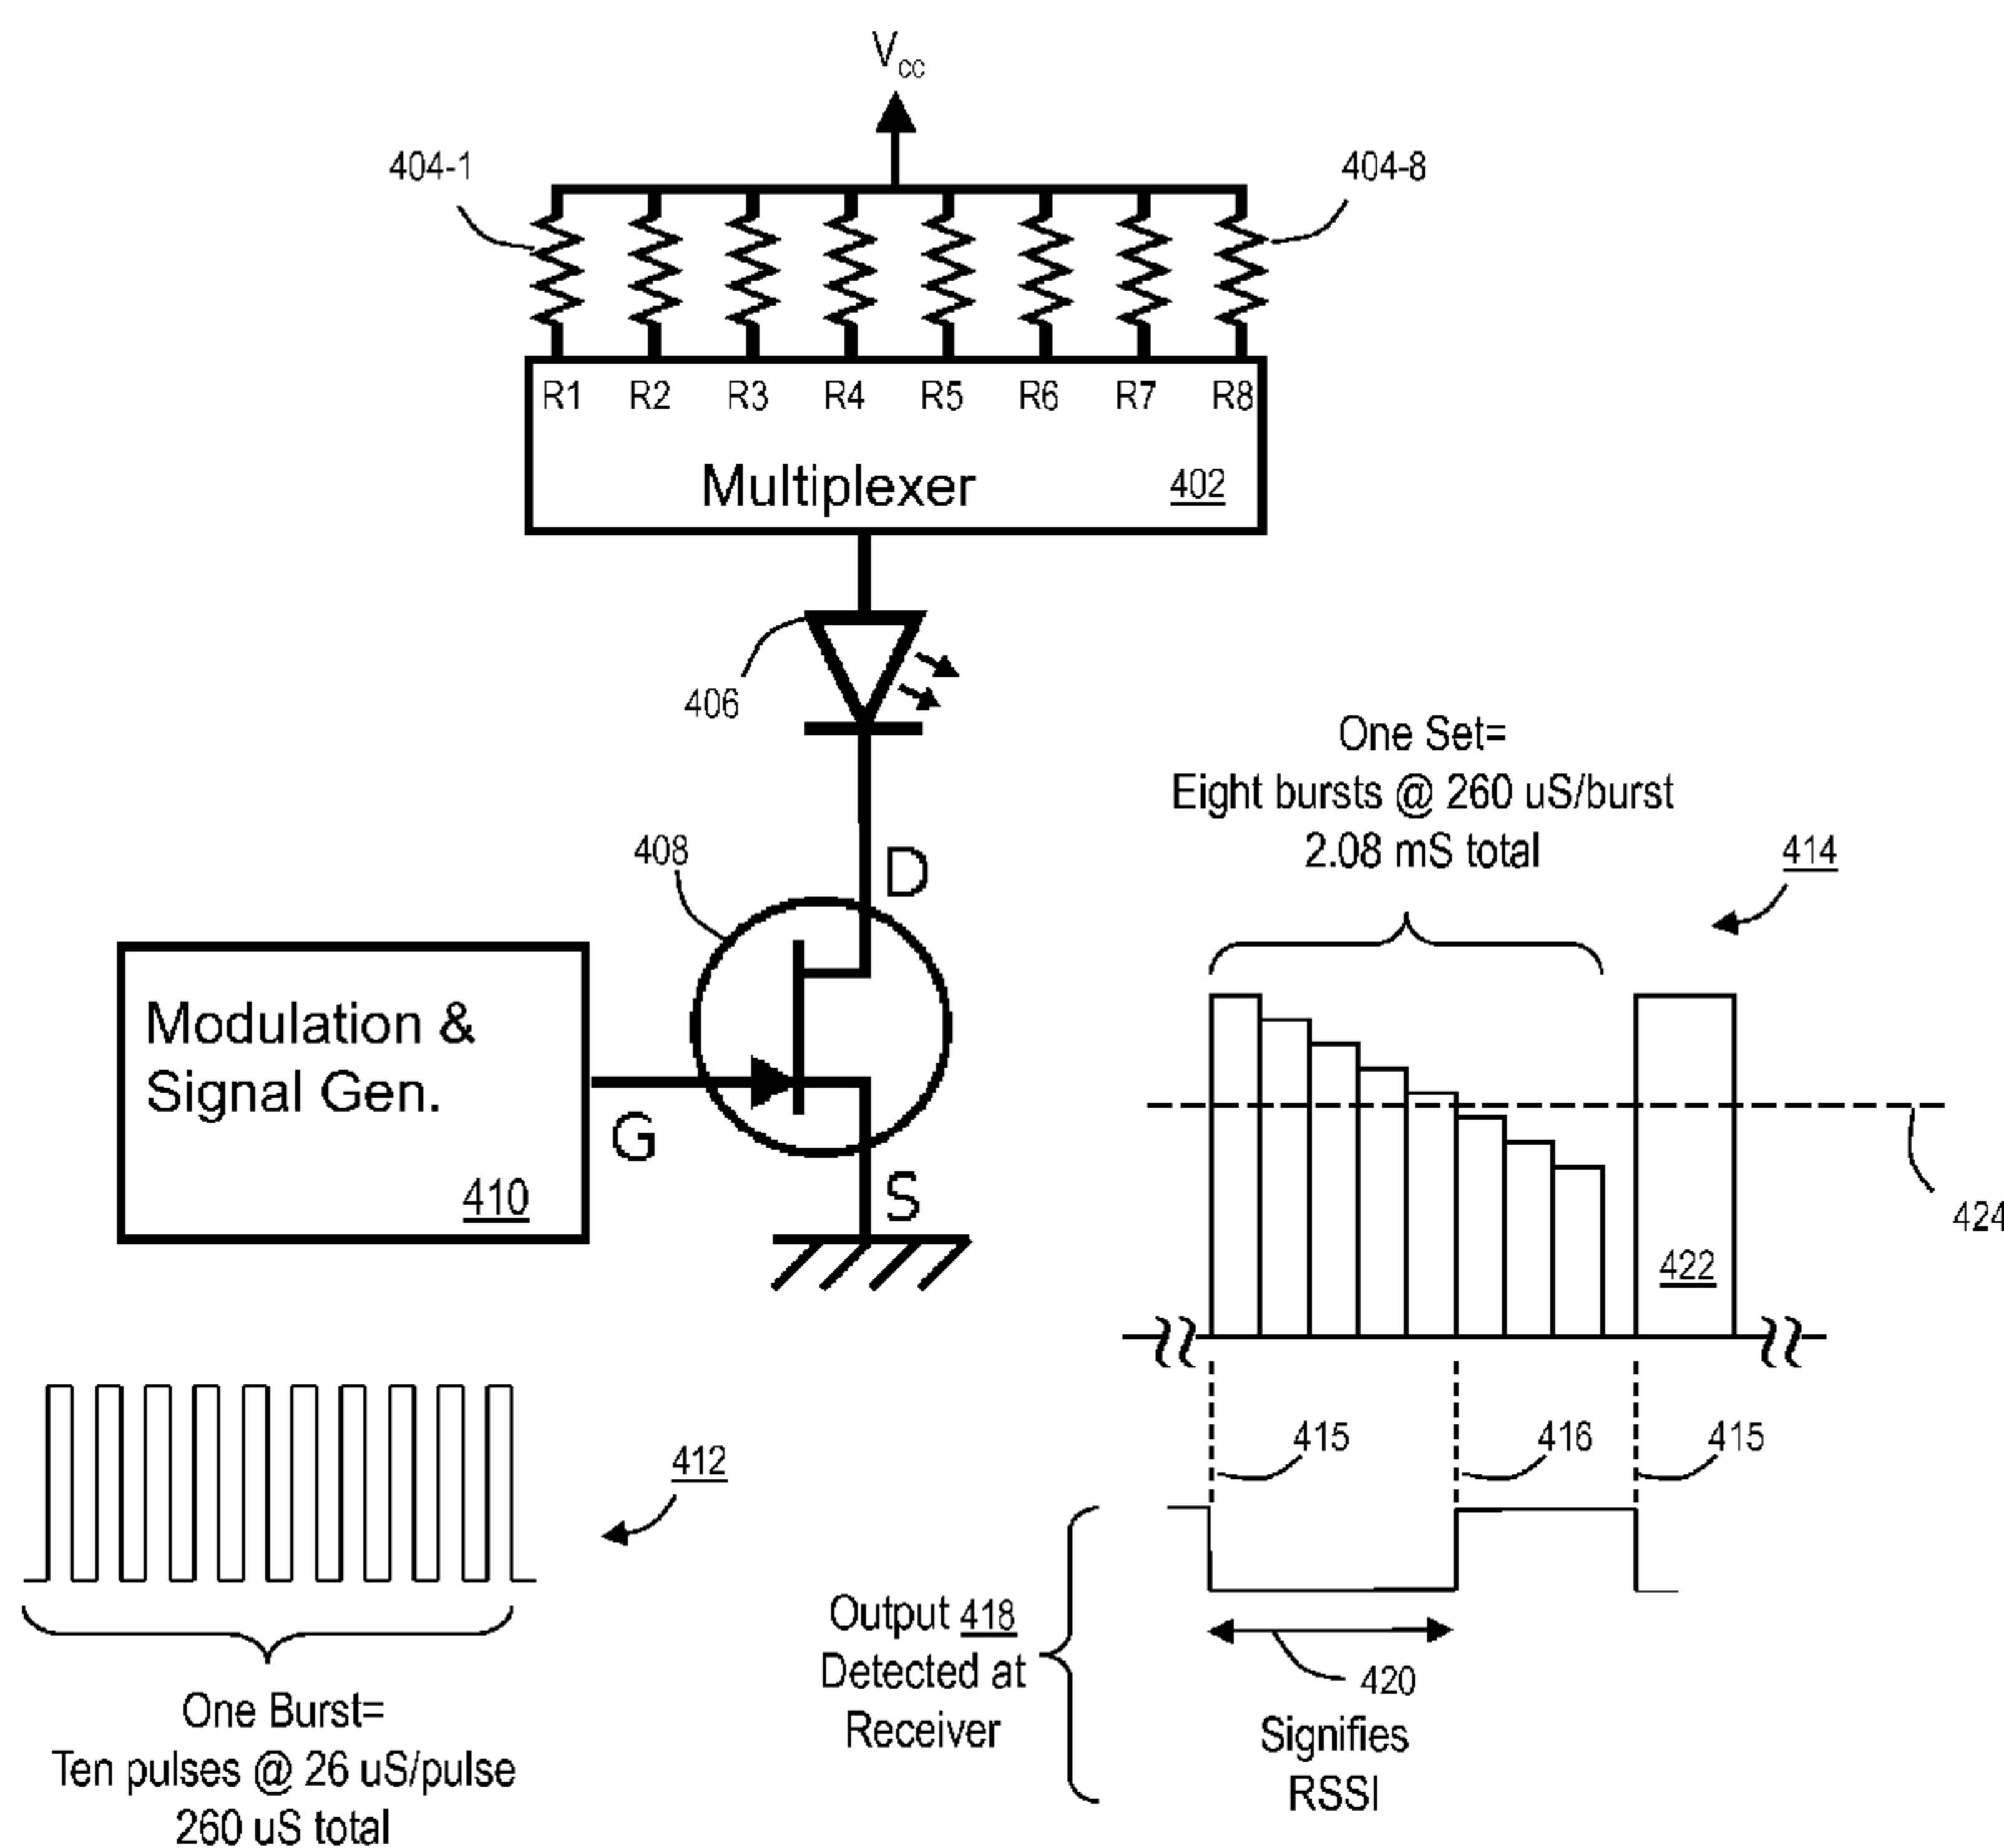 Vcc
404-1
404-8
R1 R2 R3 R4 R5 R6 R7 R8
Multiplexer 402
406
One Set=
Eight bursts @ 260 uS/burst
2.08 mS total
414
408
D
Modulation &
Signal Gen.
410
G
S
424
422
415
416
415
412
Output 418
Detected at
Receiver
420
Signifies
RSSI
One Burst=
Ten pulses @ 26 uS/pulse
260 uS total